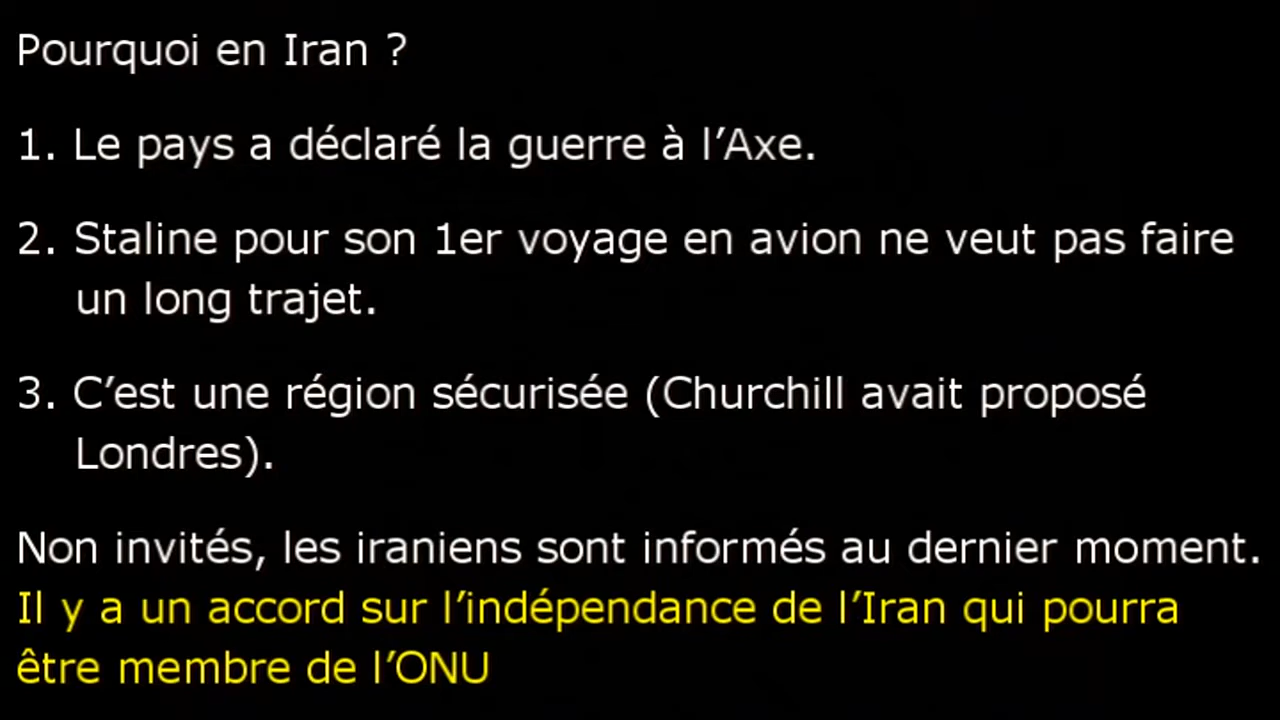 Pourquoi en Iran ?
1. Le pays a déclaré la guerre à l’Axe.
2. Staline pour son 1er voyage en avion ne veut pas faire
un long trajet.
3. C’est une région sécurisée (Churchill avait proposé
Londres).
Non invités, les iraniens sont informés au dernier moment.
Il y a un accord sur l’indépendance de l’Iran qui pourra
être membre de l’ONU